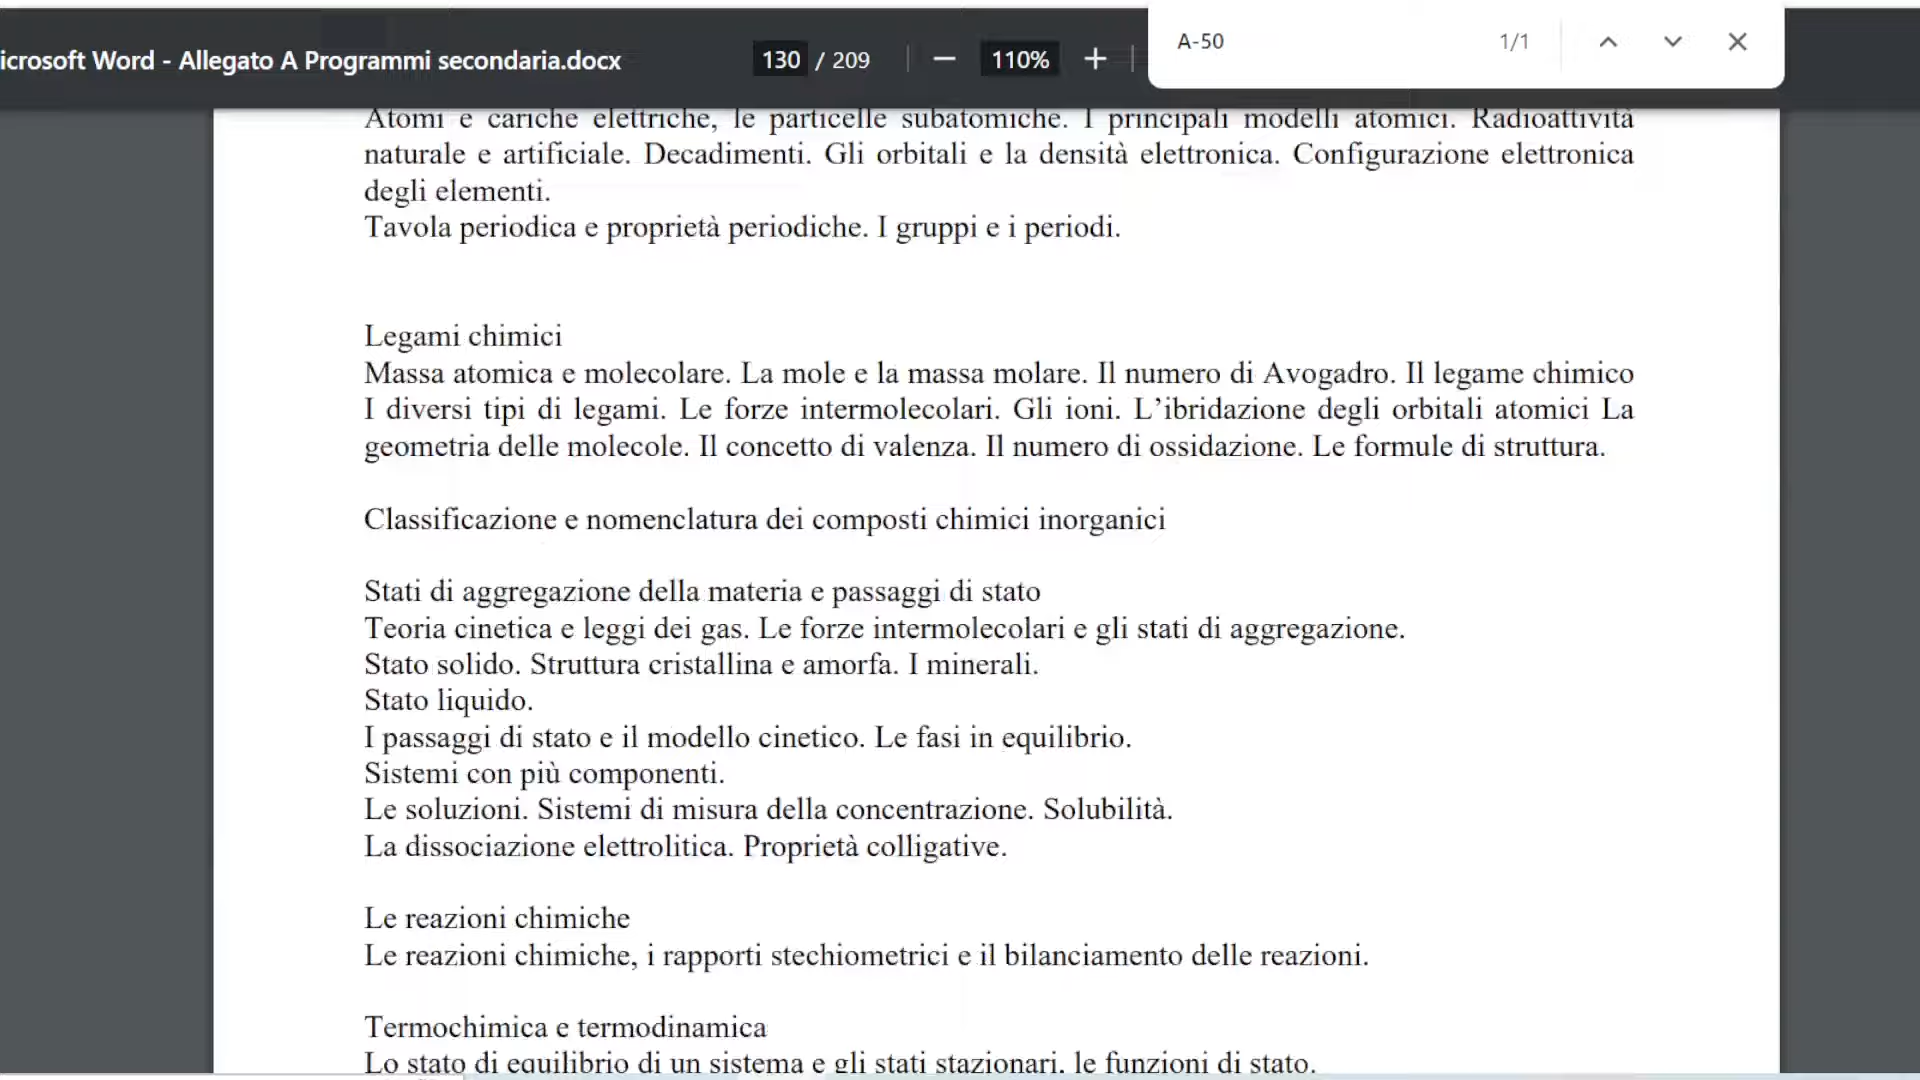 icrosoft Word - Allegato A Programmi secondaria.docx
130 / 209
110%
A-50
1/1
Atomi e cariche elettriche, le particelle subatomiche. I principali modelli atomici. Radioattività
naturale e artificiale. Decadimenti. Gli orbitali e la densità elettronica. Configurazione elettronica
degli elementi.
Tavola periodica e proprietà periodiche. I gruppi e i periodi.
Legami chimici
Massa atomica e molecolare. La mole e la massa molare. Il numero di Avogadro. Il legame chimico
I diversi tipi di legami. Le forze intermolecolari. Gli ioni. L’ibridazione degli orbitali atomici La
geometria delle molecole. Il concetto di valenza. Il numero di ossidazione. Le formule di struttura.
Classificazione e nomenclatura dei composti chimici inorganici
Stati di aggregazione della materia e passaggi di stato
Teoria cinetica e leggi dei gas. Le forze intermolecolari e gli stati di aggregazione.
Stato solido. Struttura cristallina e amorfa. I minerali.
Stato liquido.
I passaggi di stato e il modello cinetico. Le fasi in equilibrio.
Sistemi con più componenti.
Le soluzioni. Sistemi di misura della concentrazione. Solubilità.
La dissociazione elettrolitica. Proprietà colligative.
Le reazioni chimiche
Le reazioni chimiche, i rapporti stechiometrici e il bilanciamento delle reazioni.
Termochimica e termodinamica
Lo stato di equilibrio di un sistema e gli stati stazionari, le funzioni di stato.